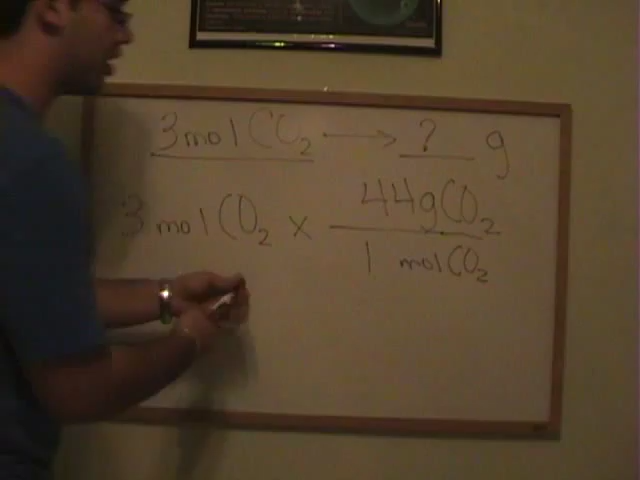 3 mol CO₂ → ? g
3 mol CO₂ x 44g CO₂
1 mol CO₂